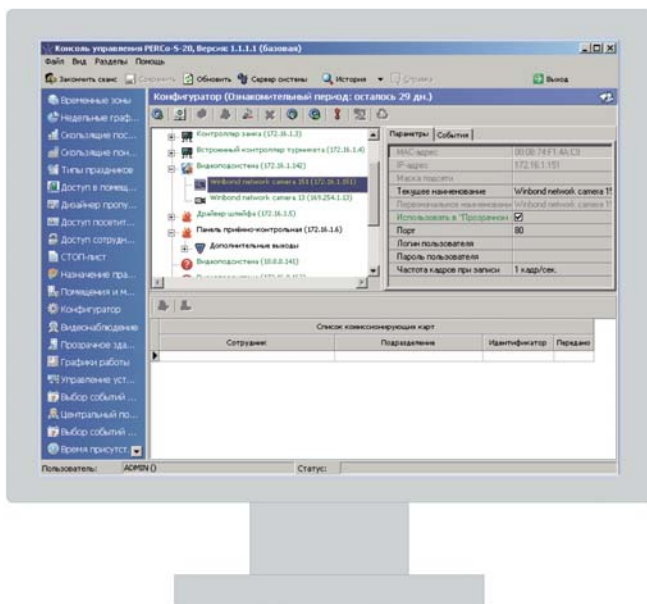 Консоль управления PERCo-S-20, Версия: 1.1.1.1 (базовая)
Файл Вид Разделы Помощь
Закончить сеанс Сохранить Обновить Сервер системы История Справка Выход
Временные зоны
Недельные граф...
Скользящие пос...
Скользящие пон...
Типы праздников
Доступ в помещ...
Дизайнер пропу...
Доступ посетит...
Доступ сотрудн...
СТОП-лист
Назначение пра...
Помещения и м...
Конфигуратор
Видеонаблюдение
Прозрачное зда...
Графики работы
Управление уст...
Выбор событий ...
Центральный по...
Выбор событий ...
Время присутст...
Конфигуратор (Ознакомительный период: осталось 29 дн.)
Контроллер замка (172.16.1.3)
Встроенный контроллер турникета (172.16.1.4)
Видеоподсистема (172.16.1.142)
Winbond network camera 151 (172.16.1.151)
Winbond network camera 13 (169.254.1.13)
Драйвер шлейфа (172.16.1.5)
Панель приёмно-контрольная (172.16.1.6)
Дополнительные выходы
Видеоподсистема (10.0.0.141)
Параметры События
MAC-адрес 00:0B:74:F1:4A:C8
IP-адрес 172.16.1.151
Маска подсети
Текущее наименование Winbond network camera 15
Первоначальное наименование Winbond network camera 15
Использовать в "Прозрачном
Порт 80
Логин пользователя
Пароль пользователя
Частота кадров при записи 1 кадр/сек.
Список комиссионирующих карт
Сотрудник Подразделение Идентификатор Передано
Пользователь: ADMIN () Статус: